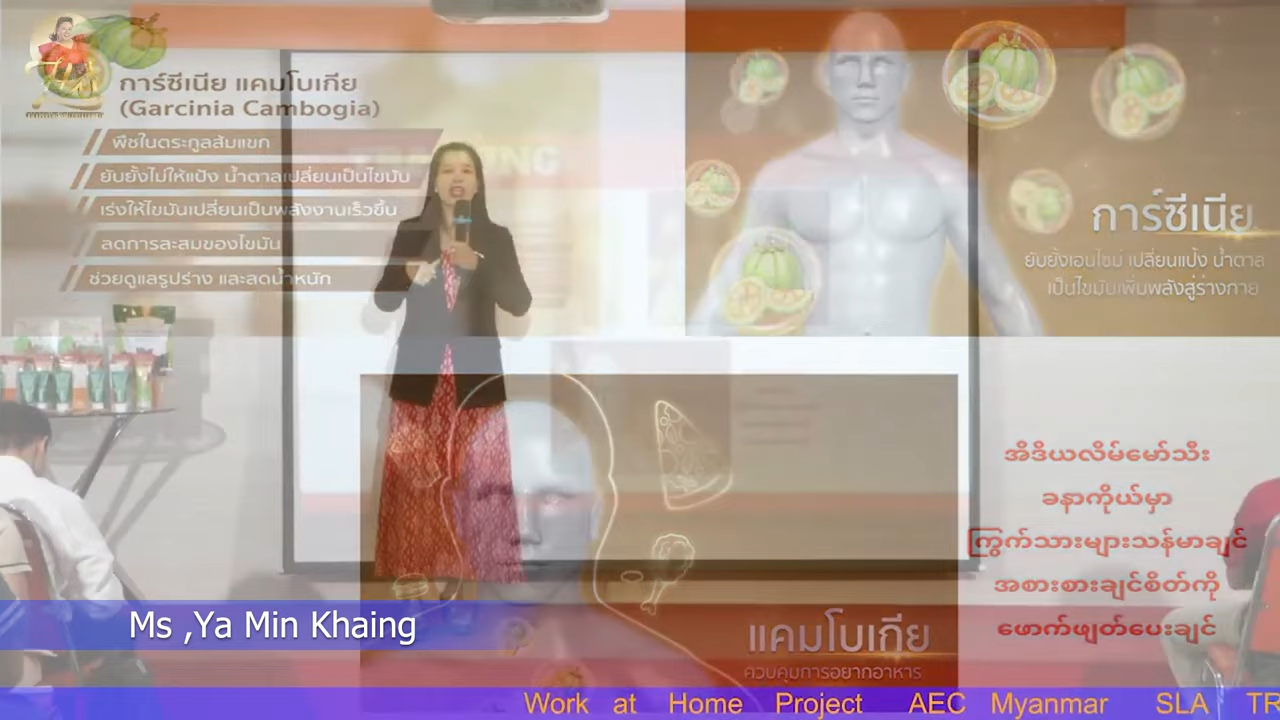 การ์ซีเนีย แคมโบเกีย
(Garcinia Cambogia)
พืชในตระกูลส้มแขก
ยับยั้งไม่ให้แป้ง น้ำตาลเปลี่ยนเป็นไขมัน
เร่งให้ไขมันเปลี่ยนเป็นพลังงานเร็วขึ้น
ลดการสะสมของไขมัน
ช่วยดูแลรูปร่าง และลดน้ำหนัก
การ์ซีเนีย
ยับยั้งเอนไซม์ เปลี่ยนแป้ง น้ำตาล
เป็นไขมันเพิ่มพลังสู่ร่างกาย
အိဒိယလိမ်မော်သီး
ခနာကိုယ်မှာ
ကြွက်သားများသန်မာချင်
အစားစားချင်စိတ်ကို
ဖောက်ဖျတ်ပေးချင်
แคมโบเกีย
ควบคุมการอยากอาหาร
Ms ,Ya Min Khaing
Work at Home Project AEC Myanmar SLA TR